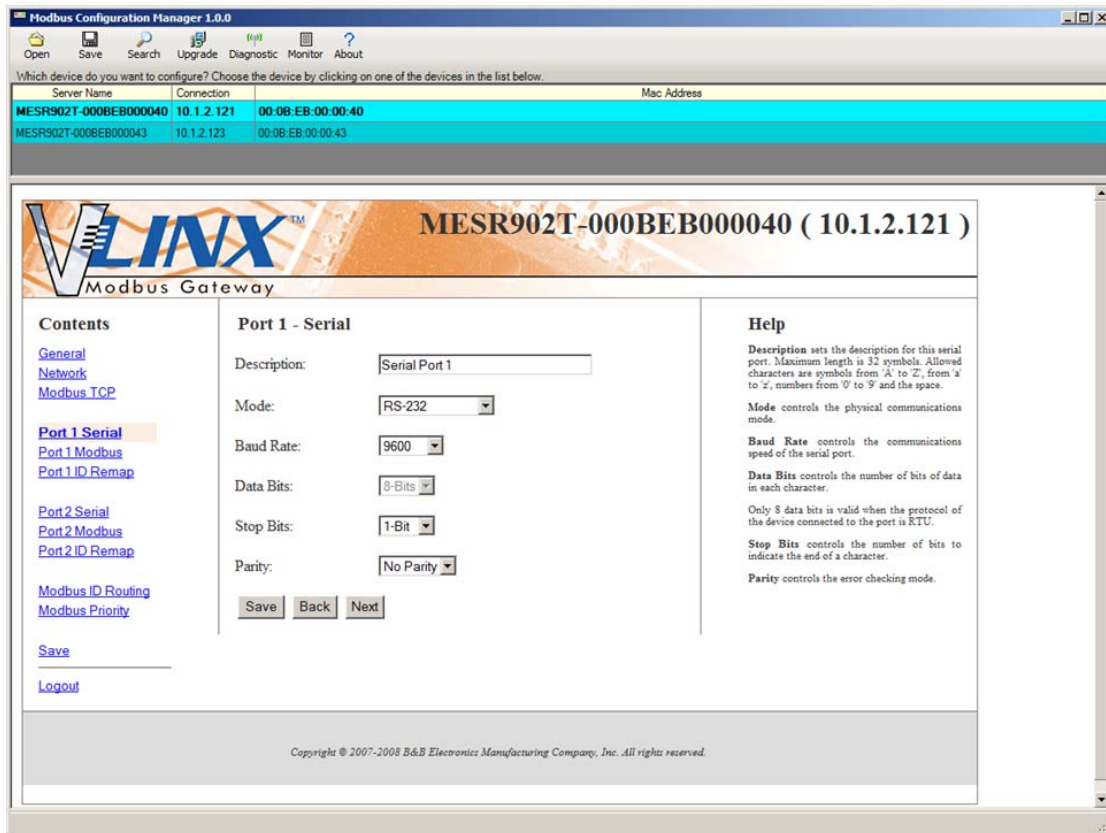 Modbus Configuration Manager 1.0.0
Open Save Search Upgrade Diagnostic Monitor About
Which device do you want to configure? Choose the device by clicking on one of the devices in the list below.
Server Name Connection Mac Address
MESR902T-000BEB000040 10.1.2.121 00:0B:EB:00:00:40
MESR902T-000BEB000043 10.1.2.123 00:0B:EB:00:00:43
VLINX™
Modbus Gateway
MESR902T-000BEB000040 ( 10.1.2.121 )
Contents
General
Network
Modbus TCP
Port 1 Serial
Port 1 Modbus
Port 1 ID Remap
Port 2 Serial
Port 2 Modbus
Port 2 ID Remap
Modbus ID Routing
Modbus Priority
Save
Logout
Port 1 - Serial
Description: Serial Port 1
Mode: RS-232
Baud Rate: 9600
Data Bits: 8-Bits
Stop Bits: 1-Bit
Parity: No Parity
Save Back Next
Help
Description sets the description for this serial
port. Maximum length is 32 symbols. Allowed
characters are symbols from 'A' to 'Z', from 'a'
to 'z', numbers from '0' to '9' and the space.
Mode controls the physical communications
mode.
Baud Rate controls the communications
speed of the serial port.
Data Bits controls the number of bits of data
in each character.
Only 8 data bits is valid when the protocol of
the device connected to the port is RTU.
Stop Bits controls the number of bits to
indicate the end of a character.
Parity controls the error checking mode.
Copyright © 2007-2008 B&B Electronics Manufacturing Company, Inc. All rights reserved.